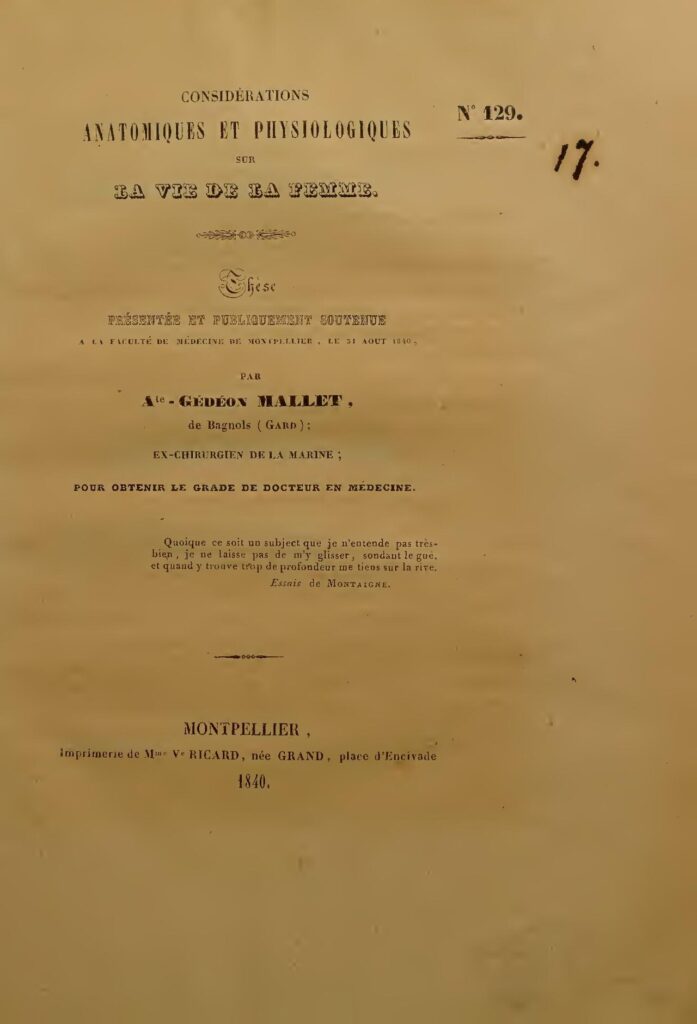 CONSIDÉRATIONS
ANATOMIQUES ET PHYSIOLOGIQUES
SUR
LA VIE DE LA FEMME.
N° 129.
17.
Thèse
PRÉSENTÉE ET PUBLIQUEMENT SOUTENUE
A LA FACULTÉ DE MÉDECINE DE MONTPELLIER, LE 31 AOUT 1840,
PAR
Ate - GÉDÉON MALLET,
de Bagnols (GARD);
EX-CHIRURGIEN DE LA MARINE;
POUR OBTENIR LE GRADE DE DOCTEUR EN MÉDECINE.
Quoique ce soit un subject que je n'entende pas très-
bien, je ne laisse pas de m'y glisser, sondant le gué,
et quand y trouve trop de profondeur me tiens sur la rive.
Essais de MONTAIGNE.
MONTPELLIER,
Imprimerie de Mme Ve RICARD, née GRAND, place d'Encivade
1840.